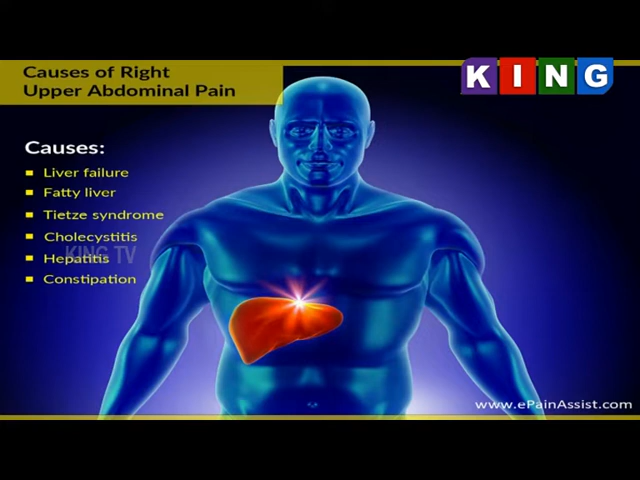 Causes of Right
Upper Abdominal Pain
KING
Causes:
Liver failure
Fatty liver
Tietze syndrome
Cholecystitis
KING TV
Hepatitis
Constipation
www.ePainAssist.com